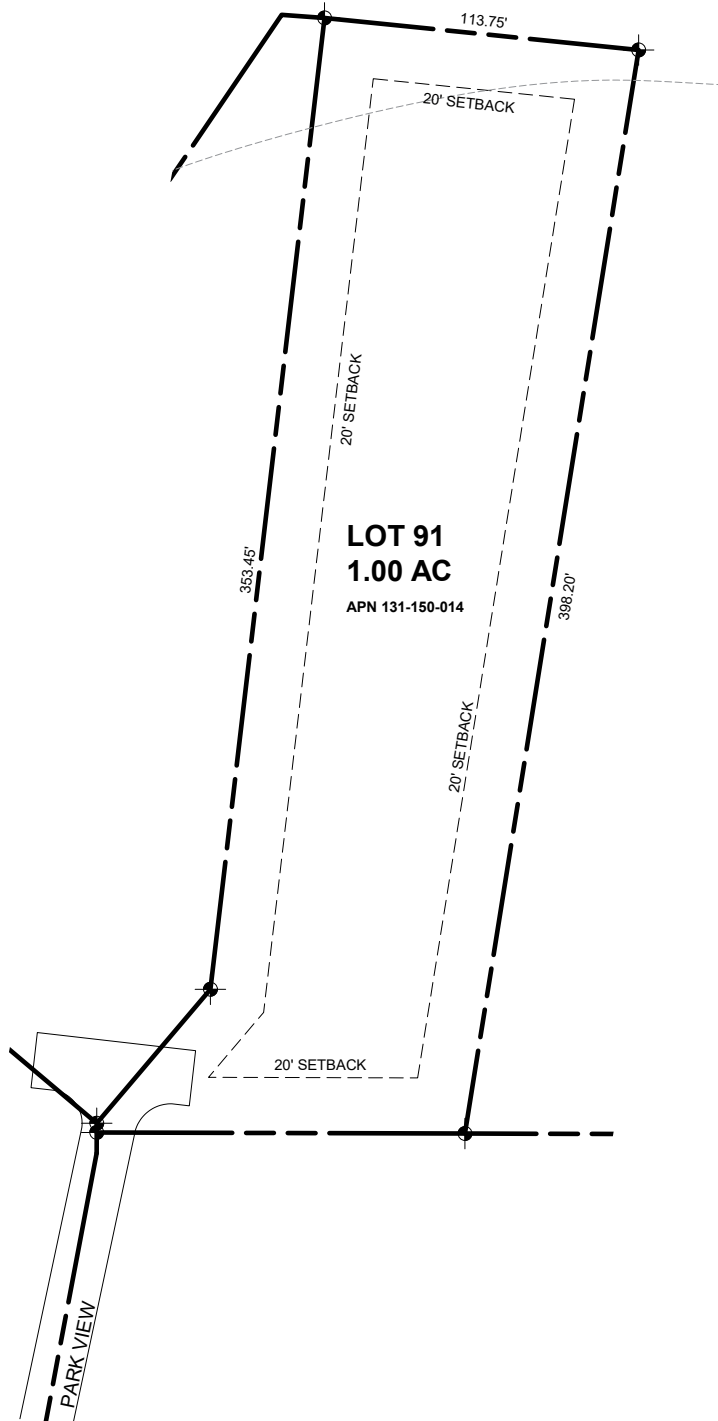 113.75'
20' SETBACK
20' SETBACK
LOT 91
1.00 AC
APN 131-150-014
353.45'
398.20'
20' SETBACK
20' SETBACK
PARK VIEW